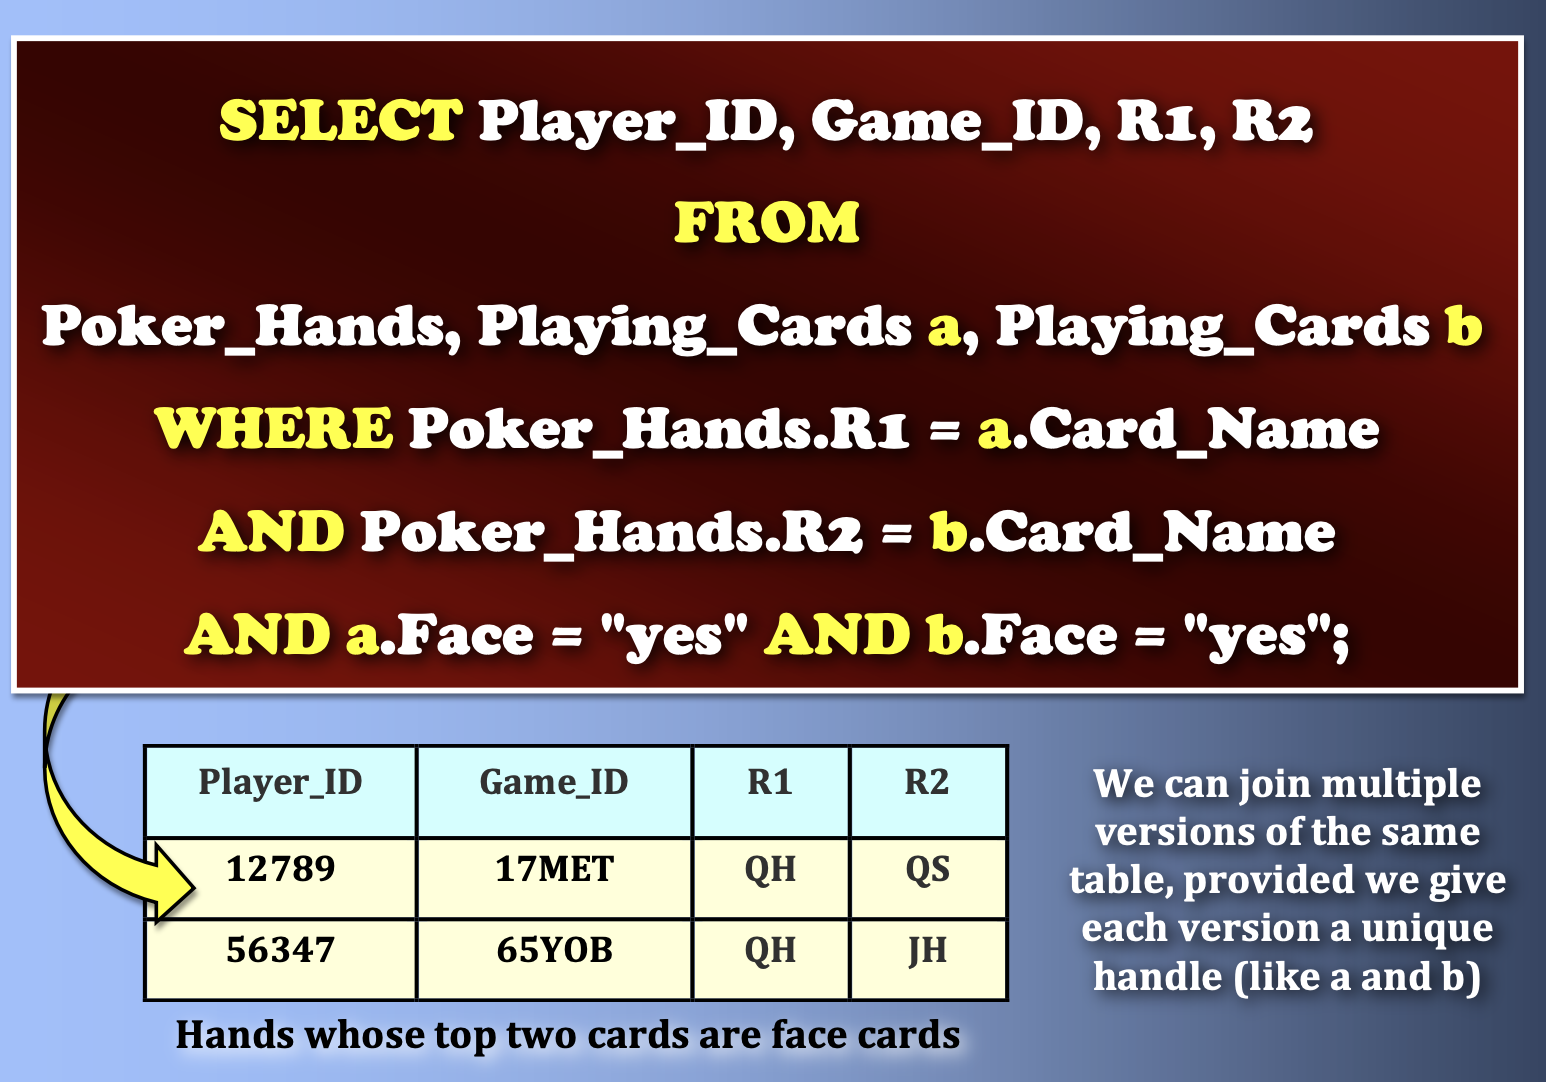 SELECT Player_ID, Game_ID, R1, R2
FROM
Poker_Hands, Playing_Cards a, Playing_Cards b
WHERE Poker_Hands.R1 = a.Card_Name
AND Poker_Hands.R2 = b.Card_Name
AND a.Face = "yes" AND b.Face = "yes";
Player_ID Game_ID R1 R2
12789 17MET QH QS
56347 65YOB QH JH
Hands whose top two cards are face cards
We can join multiple
versions of the same
table, provided we give
each version a unique
handle (like a and b)